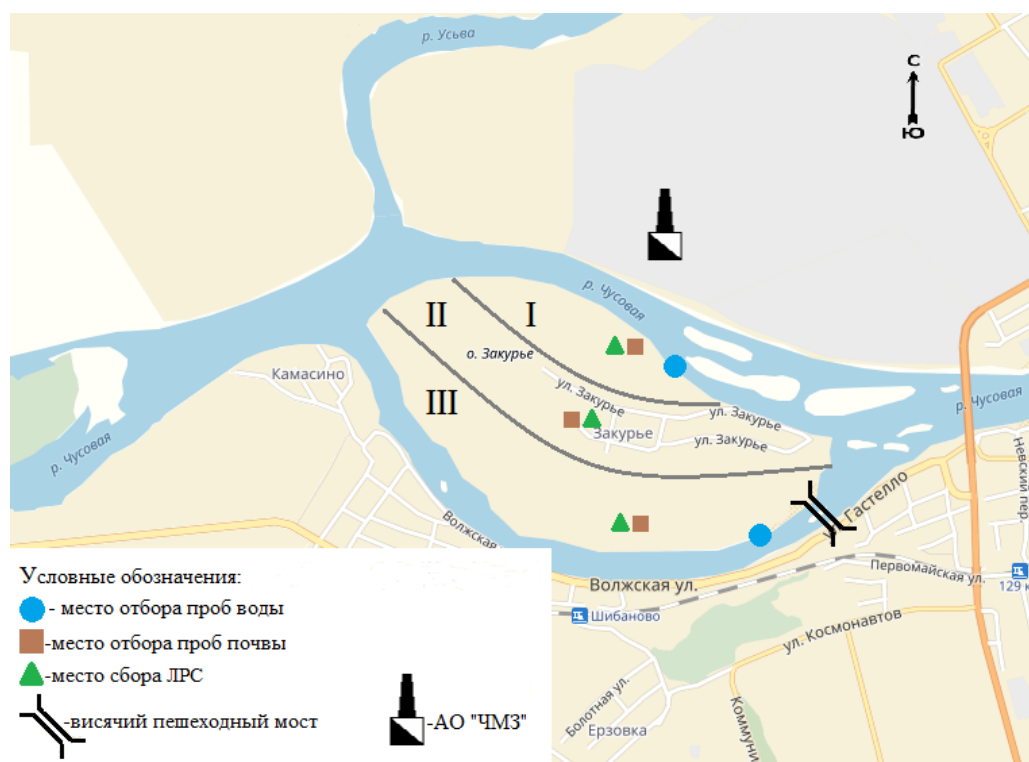 р. Усьва
С
Ю
р. Чусовая
II
I
о. Закурье
Камасино
III
ул. Закурье
ул. Закурье
р. Чусовая
Закурье
ул. Закурье
р. Чусовая
Невский пер.
Гастелло
Волжская
Первомайская ул.
Волжская ул.
129 к
Шибаново
ул. Космонавтов
Болотная ул.
Ерзовка
Коммуни
Условные обозначения:
- место отбора проб воды
-место отбора проб почвы
-место сбора ЛРС
-висячий пешеходный мост
-АО "ЧМЗ"